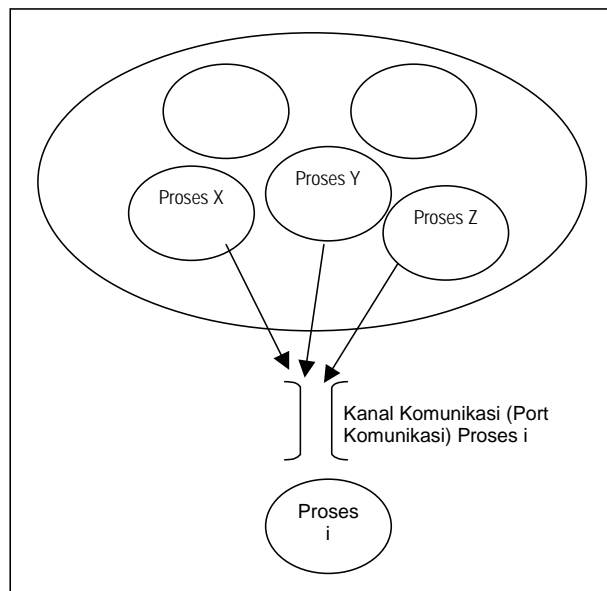 Proses Y
Proses X
Proses Z
Kanal Komunikasi (Port
Komunikasi) Proses i
Proses
i